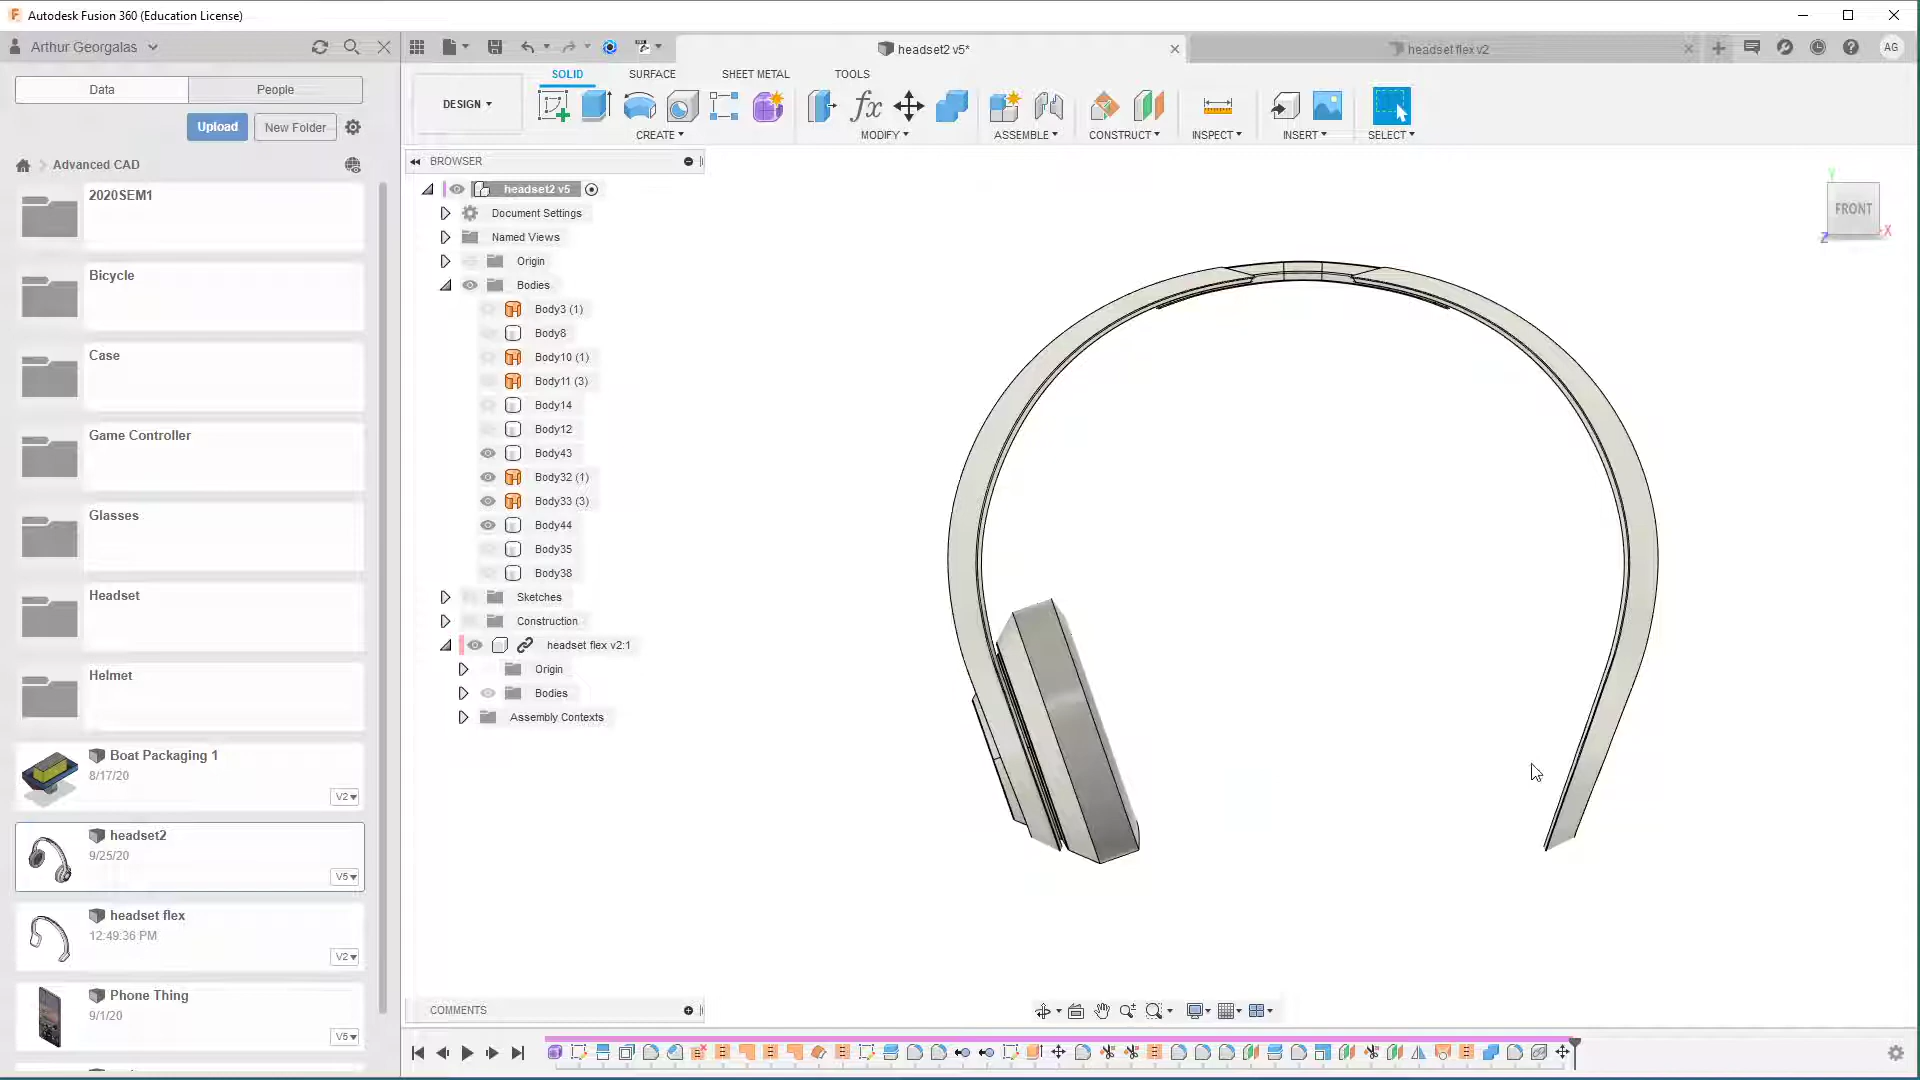 Autodesk Fusion 360 (Education License)
Arthur Georgalas
headset2 v5*
headset flex v2
AG
Data
People
Upload
New Folder
Advanced CAD
2020SEM1
Bicycle
Case
Game Controller
Glasses
Headset
Helmet
Boat Packaging 1
8/17/20
V2
headset2
9/25/20
V5
headset flex
12:49:36 PM
V2
Phone Thing
9/1/20
V5
DESIGN
SOLID
SURFACE
SHEET METAL
TOOLS
CREATE
MODIFY
ASSEMBLE
CONSTRUCT
INSPECT
INSERT
SELECT
BROWSER
headset2 v5
Document Settings
Named Views
Origin
Bodies
Body3 (1)
Body8
Body10 (1)
Body11 (3)
Body14
Body12
Body43
Body32 (1)
Body33 (3)
Body44
Body35
Body38
Sketches
Construction
headset flex v2:1
Origin
Bodies
Assembly Contexts
Y
FRONT
X
Z
COMMENTS